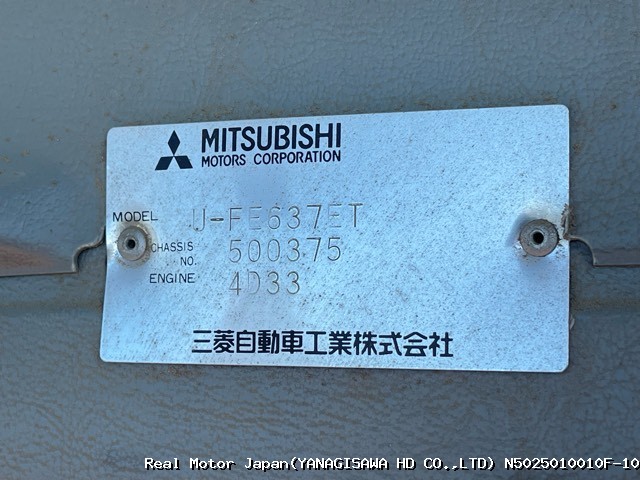 MITSUBISHI
MOTORS CORPORATION
MODEL U-FE637ET
CHASSIS NO. 500375
ENGINE 4D33
三菱自動車工業株式会社
Real Motor Japan(YANAGISAWA HD CO.,LTD) N5025010010F-10